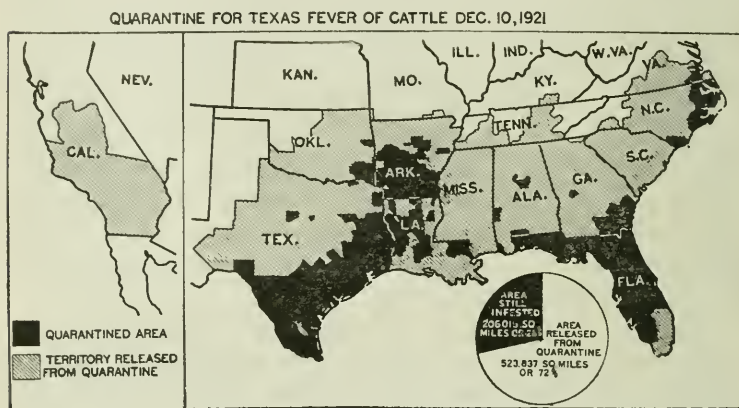 QUARANTINE FOR TEXAS FEVER OF CATTLE DEC. 10, 1921
NEV.
CAL.
KAN.
MO.
ILL.
IND.
W.VA.
KY.
VA.
OKL.
TENN.
N.C.
ARK.
S.C.
MISS.
ALA.
GA.
TEX.
LA.
FLA.
QUARANTINED AREA
TERRITORY RELEASED
FROM QUARANTINE
AREA
STILL
INFESTED
SQ.
MILES OR
AREA
RELEASED
FROM
QUARANTINE
523,837 SQ. MILES
OR 72%